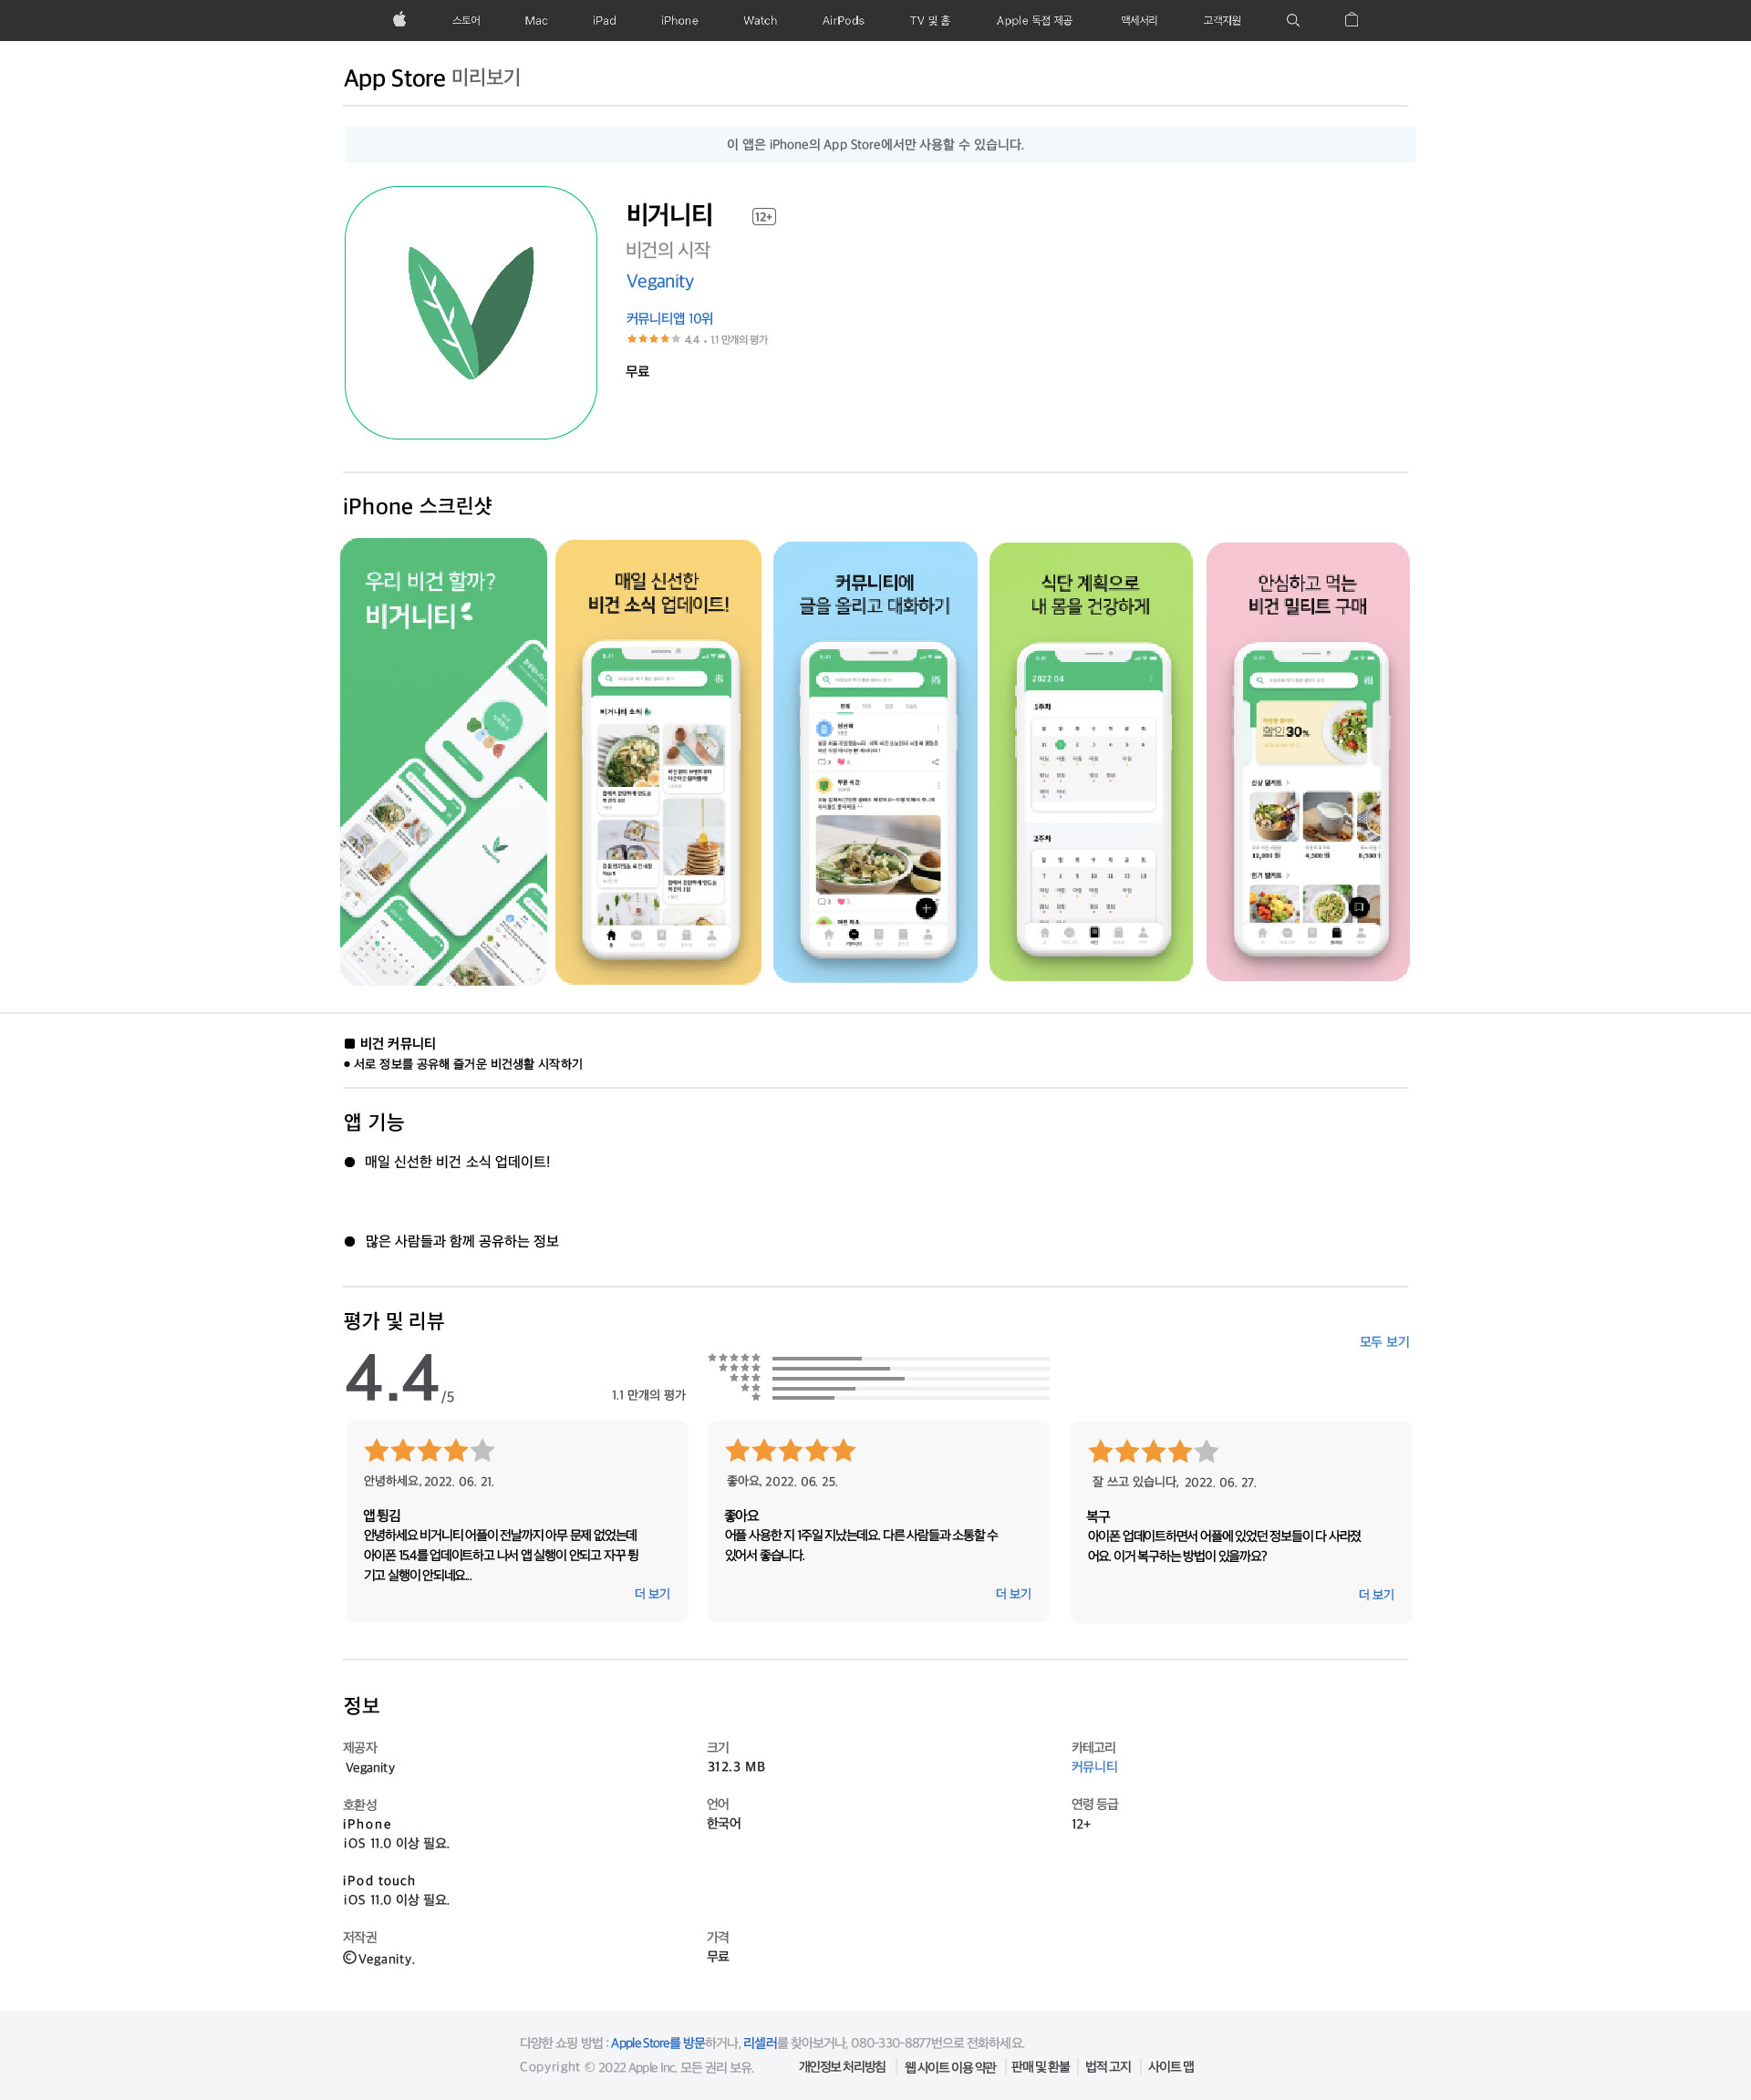 스토어 Mac iPad iPhone Watch AirPods TV 및 홈 Apple 독점 제공 액세서리 고객지원
App Store 미리보기
이 앱은 iPhone의 App Store에서만 사용할 수 있습니다.
비거니티 12+
비건의 시작
Veganity
커뮤니티앱 10위
4.4 • 1.1 만개의 평가
무료
iPhone 스크린샷
우리 비건 할까?
비거니티
매일 신선한
비건 소식 업데이트!
비거니티 소식
커뮤니티에
글을 올리고 대화하기
식단 계획으로
내 몸을 건강하게
2022 04
1주차
2주차
안심하고 먹는
비건 밀티트 구매
할인 30%
12,800 원 4,500 원
■ 비건 커뮤니티
● 서로 정보를 공유해 즐거운 비건생활 시작하기
앱 기능
● 매일 신선한 비건 소식 업데이트!
● 많은 사람들과 함께 공유하는 정보
평가 및 리뷰
모두 보기
4.4/5
1.1 만개의 평가
안녕하세요, 2022. 06. 21.
앱 튕김
안녕하세요 비거니티 어플이 전날까지 아무 문제 없었는데
아이폰 15.4를 업데이트하고 나서 앱 실행이 안되고 자꾸 튕
기고 실행이 안되네요...
더 보기
좋아요, 2022. 06. 25.
좋아요
어플 사용한 지 1주일 지났는데요. 다른 사람들과 소통할 수
있어서 좋습니다.
더 보기
잘 쓰고 있습니다, 2022. 06. 27.
복구
아이폰 업데이트하면서 어플에 있었던 정보들이 다 사라졌
어요. 이거 복구하는 방법이 있을까요?
더 보기
정보
제공자
Veganity
크기
312.3 MB
카테고리
커뮤니티
호환성
iPhone
iOS 11.0 이상 필요.
언어
한국어
연령 등급
12+
iPod touch
iOS 11.0 이상 필요.
저작권
©Veganity.
가격
무료
다양한 쇼핑 방법 : Apple Store를 방문하거나, 리셀러를 찾아보거나, 080-330-8877번으로 전화하세요.
Copyright © 2022 Apple Inc. 모든 권리 보유. 개인정보 처리방침 웹 사이트 이용 약관 판매 및 환불 법적 고지 사이트 맵